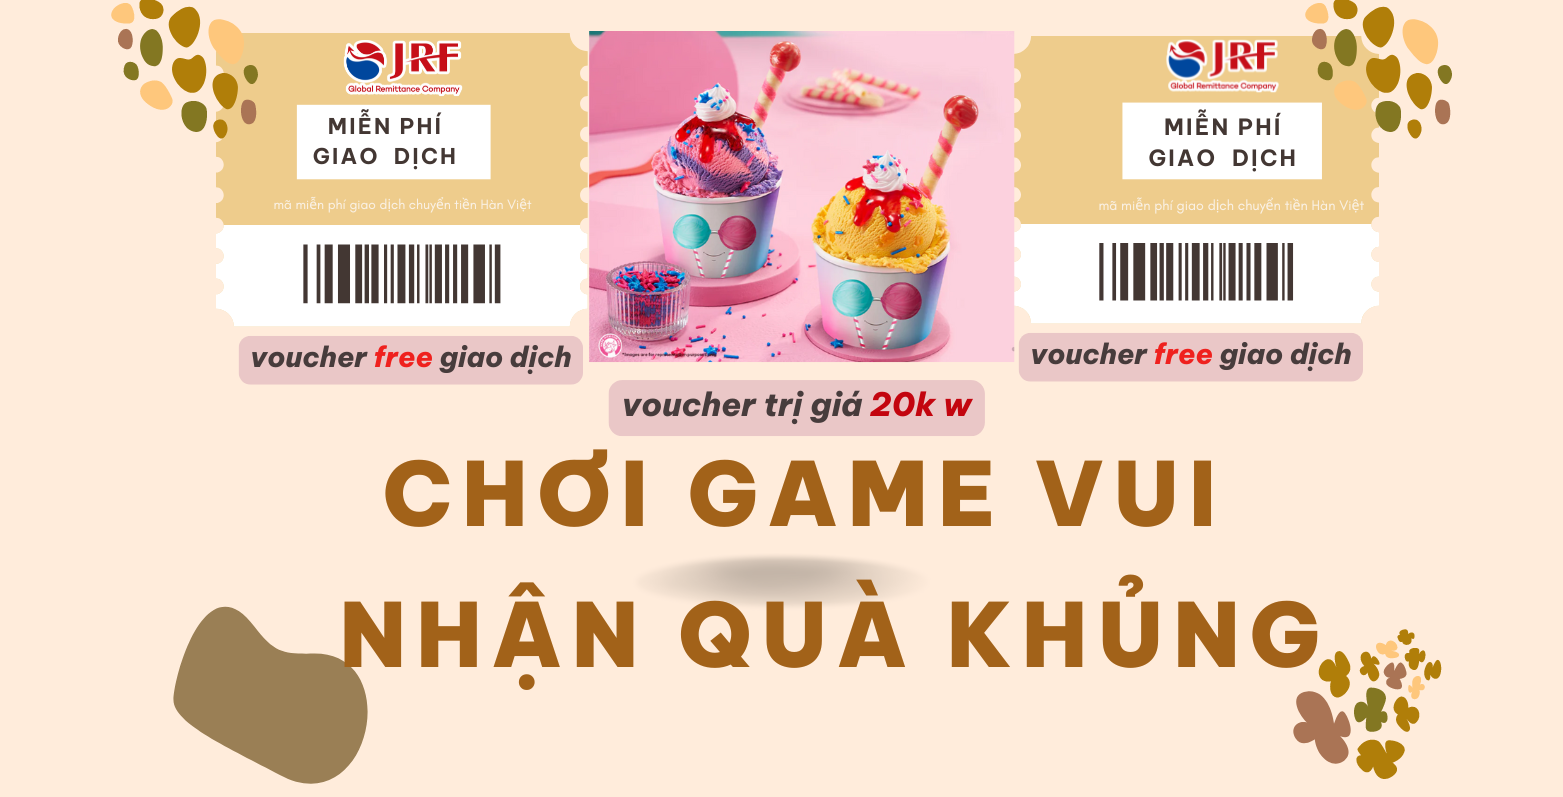 JRF
Global Remittance Company
MIỄN PHÍ
GIAO DỊCH
mã miễn phí giao dịch chuyển tiền Hàn Việt
voucher free giao dịch
voucher trị giá 20k w
JRF
Global Remittance Company
MIỄN PHÍ
GIAO DỊCH
mã miễn phí giao dịch chuyển tiền Hàn Việt
voucher free giao dịch
CHƠI GAME VUI
NHẬN QUÀ KHỦNG